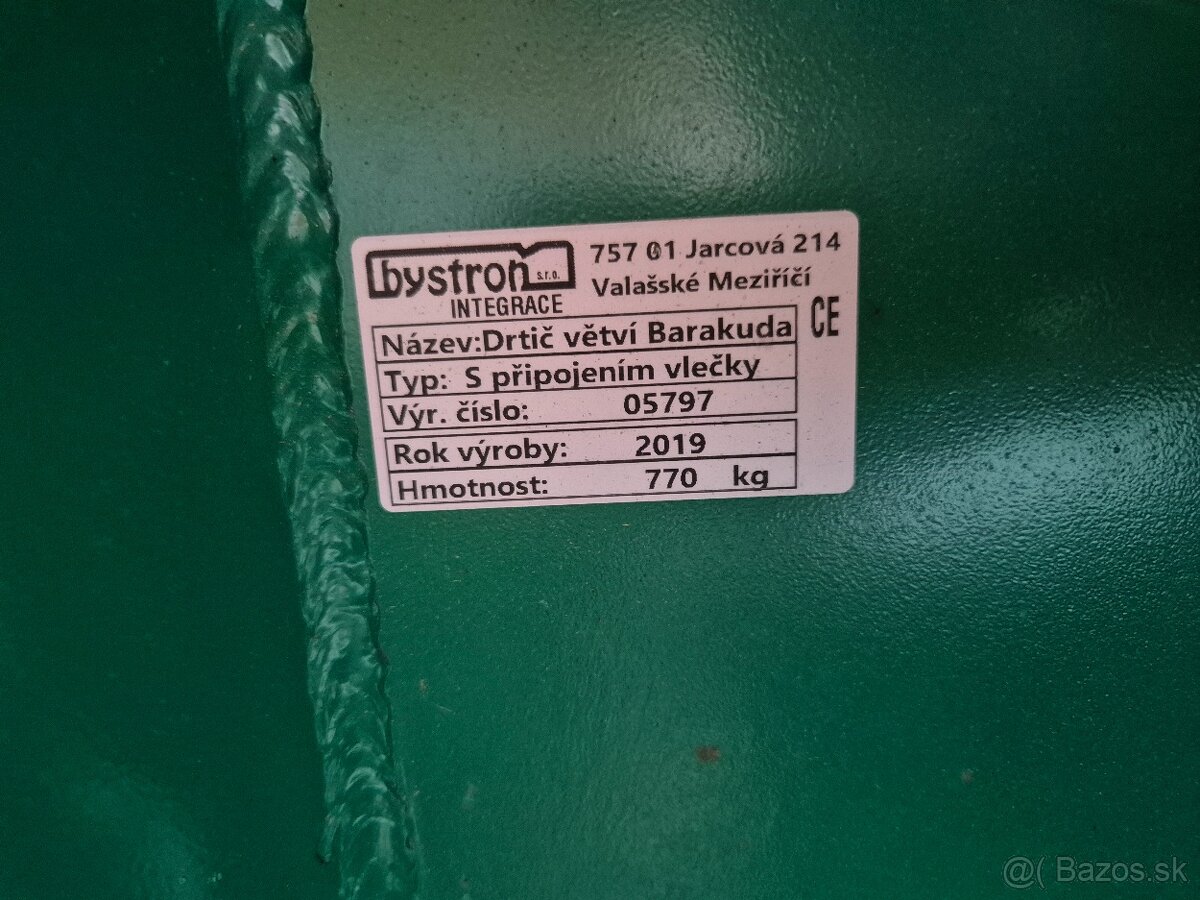 bystron s.r.o.
INTEGRACE
757 01 Jarcová 214
Valašské Meziříčí
CE
Název:Drtič větví Barakuda
Typ: S připojením vlečky
Výr. číslo: 05797
Rok výroby: 2019
Hmotnost: 770 kg
@( Bazos.sk